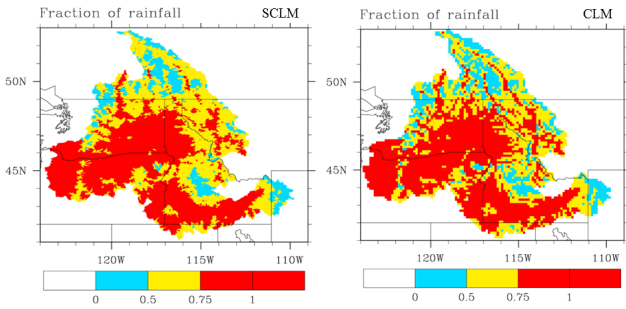 Fraction of rainfall SCLM
50N
45N
120W 115W 110W
0 0.5 0.75 1
Fraction of rainfall CLM
50N
45N
120W 115W 110W
0 0.5 0.75 1